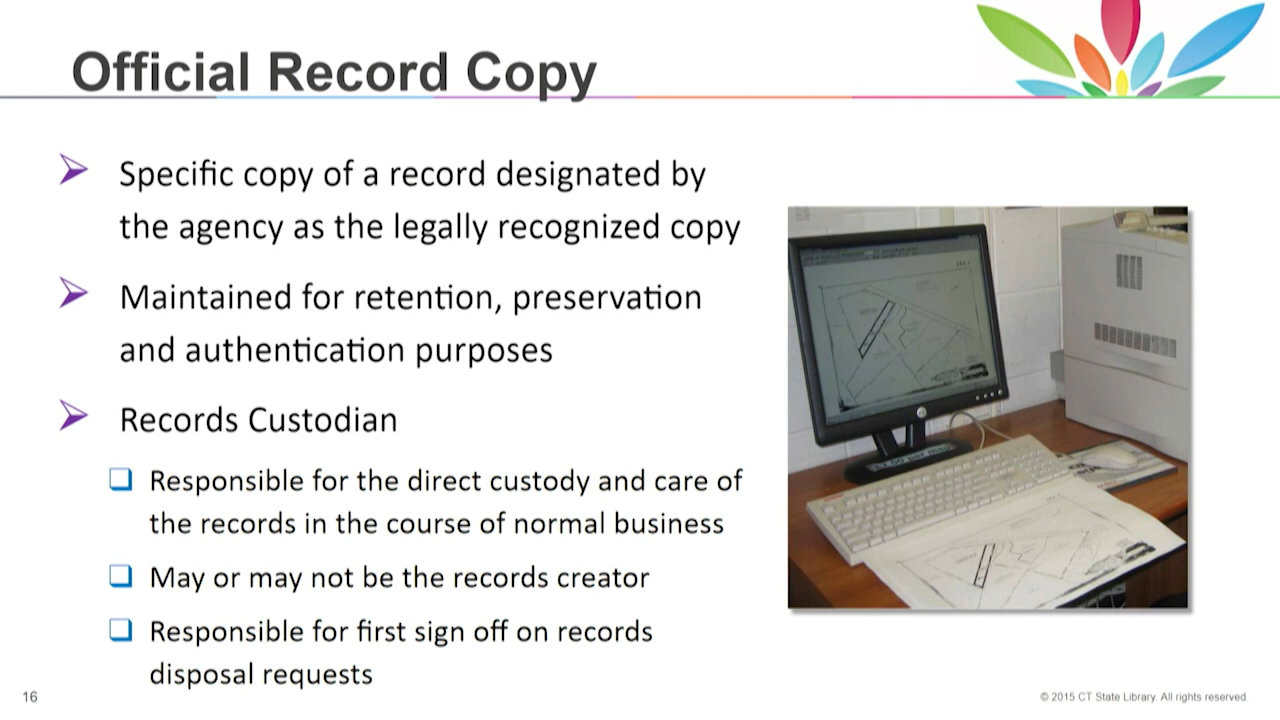 Official Record Copy
Specific copy of a record designated by
the agency as the legally recognized copy
Maintained for retention, preservation
and authentication purposes
Records Custodian
Responsible for the direct custody and care of
the records in the course of normal business
May or may not be the records creator
Responsible for first sign off on records
disposal requests
16
© 2015 CT State Library. All rights reserved.